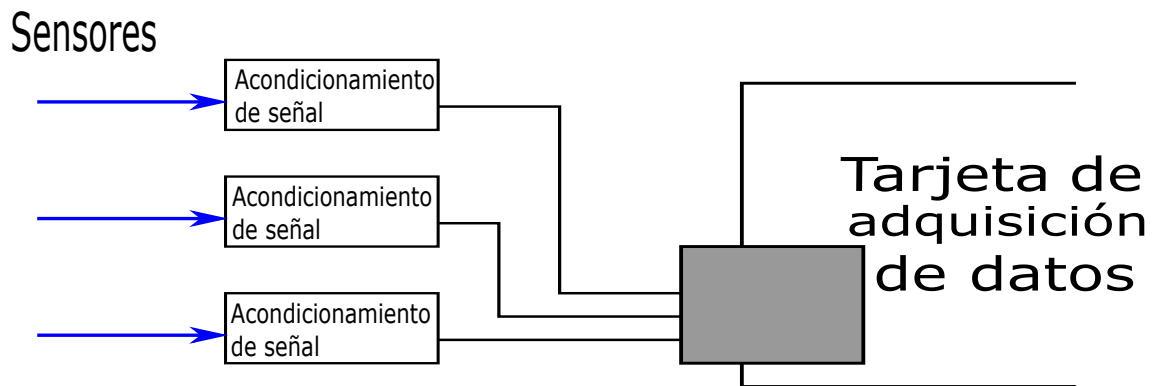 Sensores
Acondicionamiento
de señal
Acondicionamiento
de señal
Acondicionamiento
de señal
Tarjeta de
adquisición
de datos